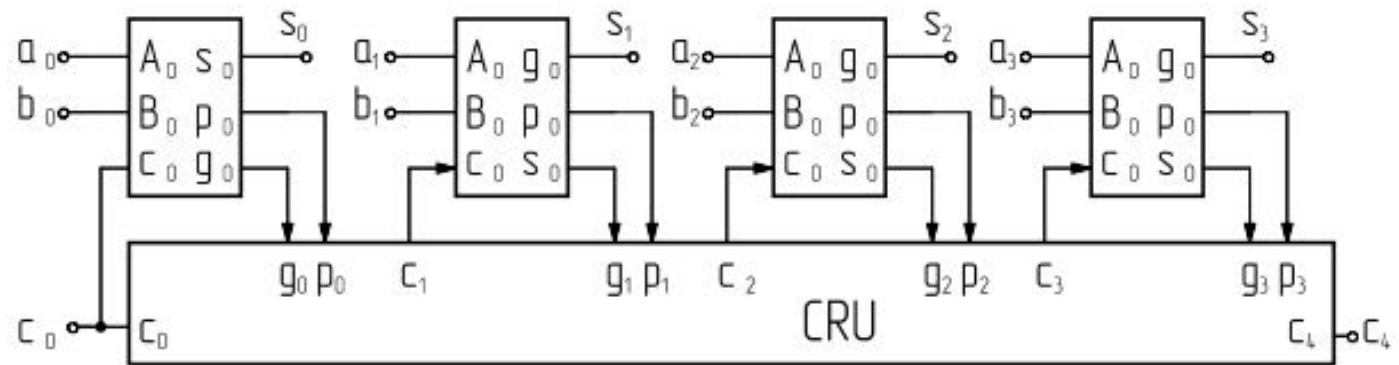 s₀ s₁ s₂ s₃
a₀ A₀ s₀ a₁ A₀ g₀ a₂ A₀ g₀ a₃ A₀ g₀
b₀ B₀ p₀ b₁ B₀ p₀ b₂ B₀ p₀ b₃ B₀ p₀
c₀ g₀ c₀ s₀ c₀ s₀ c₀ s₀
g₀ p₀ c₁ g₁ p₁ c₂ g₂ p₂ c₃ g₃ p₃
c₀ c₀ CRU c₄ c₄